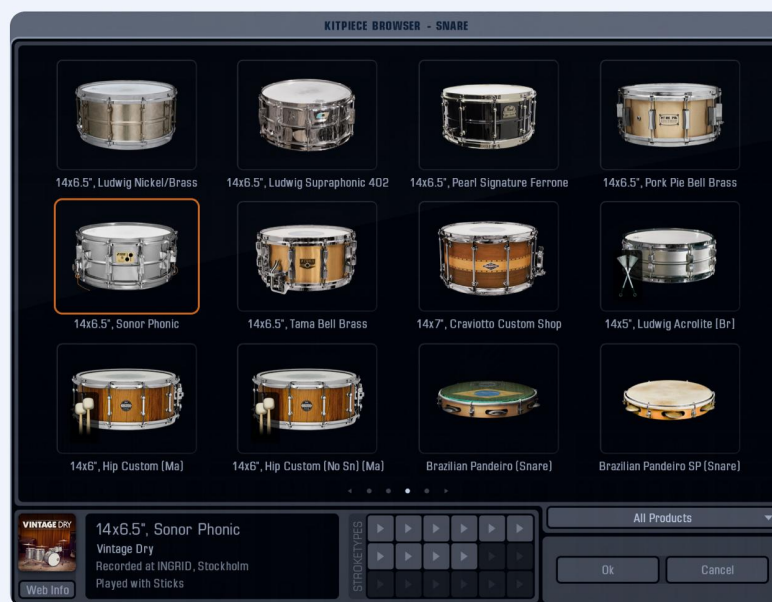 KITPIECE BROWSER - SNARE
14x6.5", Ludwig Nickel/Brass
14x6.5", Ludwig Supraphonic 402
14x6.5", Pearl Signature Ferrone
14x6.5", Pork Pie Bell Brass
14x6.5", Sonor Phonic
14x6.5", Tama Bell Brass
14x7", Craviotto Custom Shop
14x5", Ludwig Acrolite [Br]
14x6", Hip Custom [Ma]
14x6", Hip Custom [No Sn] [Ma]
Brazilian Pandeiro [Snare]
Brazilian Pandeiro SP [Snare]
VINTAGE DRY
Web Info
14x6.5", Sonor Phonic
Vintage Dry
Recorded at INGRID, Stockholm
Played with Sticks
STROKETYPES
All Products
Ok
Cancel